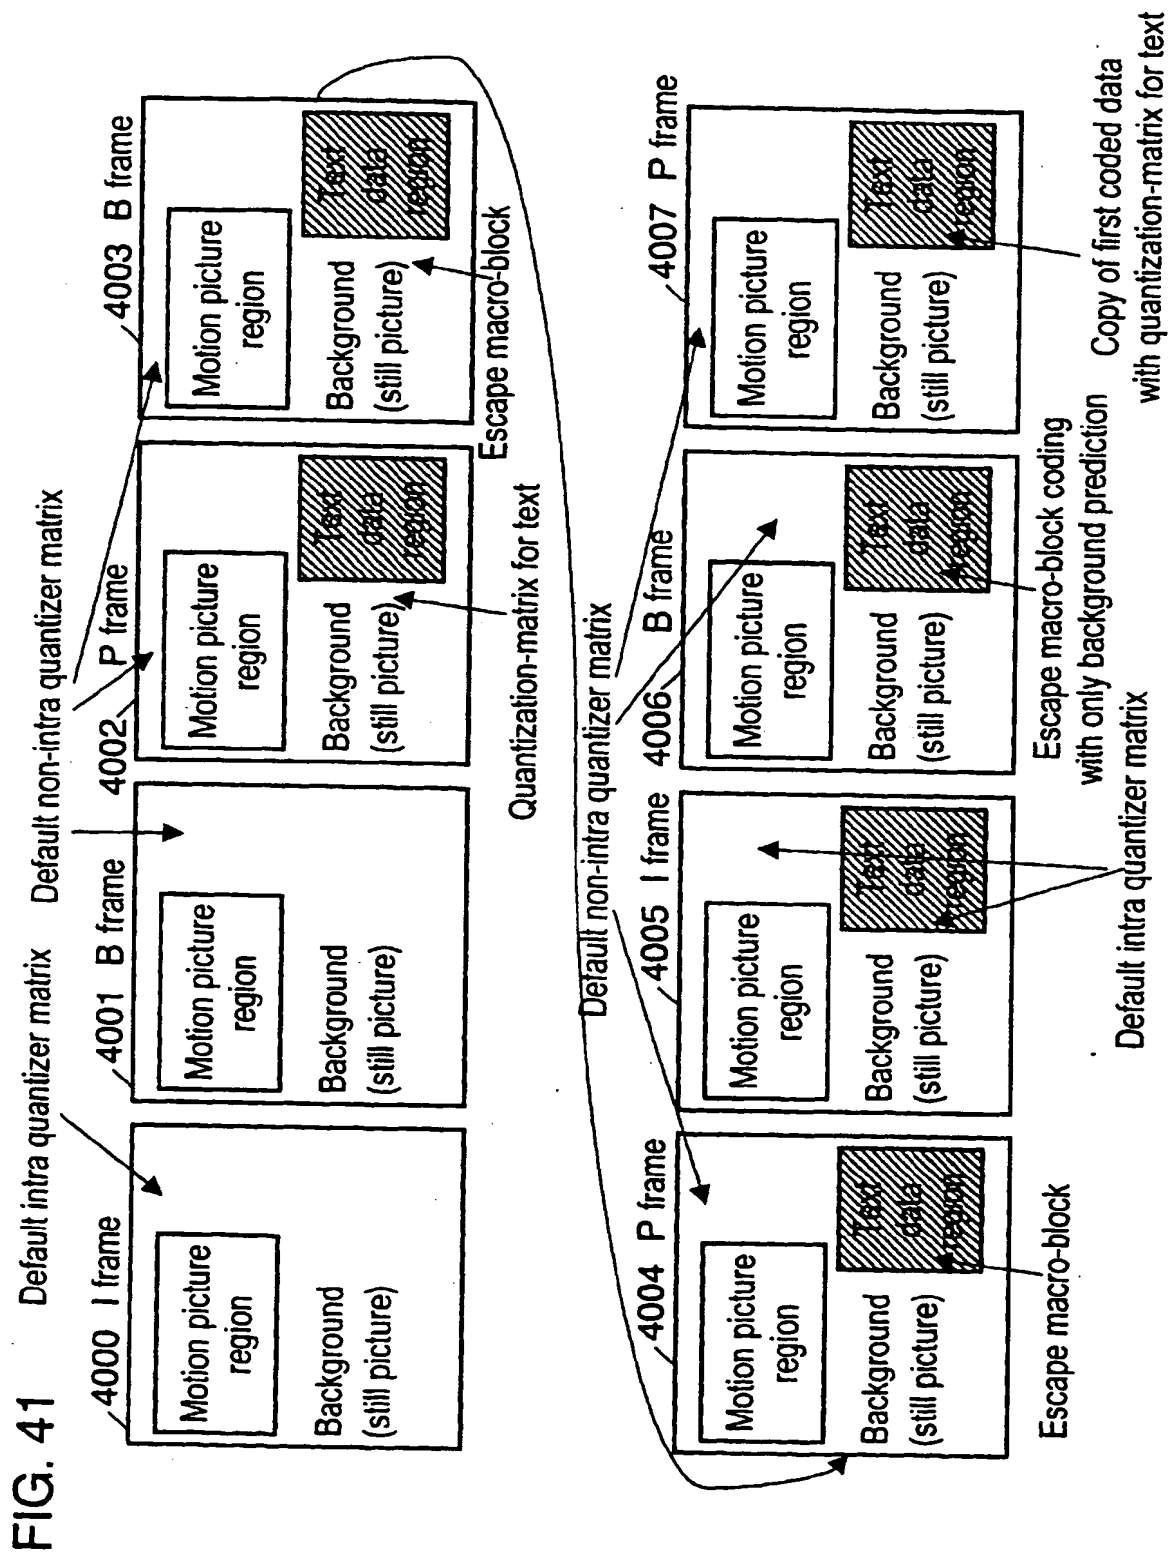 FIG. 41
Default intra quantizer matrix
Default non-intra quantizer matrix
4000 I frame
Motion picture
region
Background
(still picture)
4001 B frame
Motion picture
region
Background
(still picture)
4002 P frame
Motion picture
region
Background
(still picture)
Text
data
region
Quantization-matrix for text
4003 B frame
Motion picture
region
Background
(still picture)
Text
data
region
Escape macro-block
Default non-intra quantizer matrix
4004 P frame
Motion picture
region
Background
(still picture)
Text
data
region
Escape macro-block
4005 I frame
Motion picture
region
Background
(still picture)
Text
data
region
Default intra quantizer matrix
4006 B frame
Motion picture
region
Background
(still picture)
Text
data
region
Escape macro-block coding
with only background prediction
4007 P frame
Motion picture
region
Background
(still picture)
Text
data
region
Copy of first coded data
with quantization-matrix for text